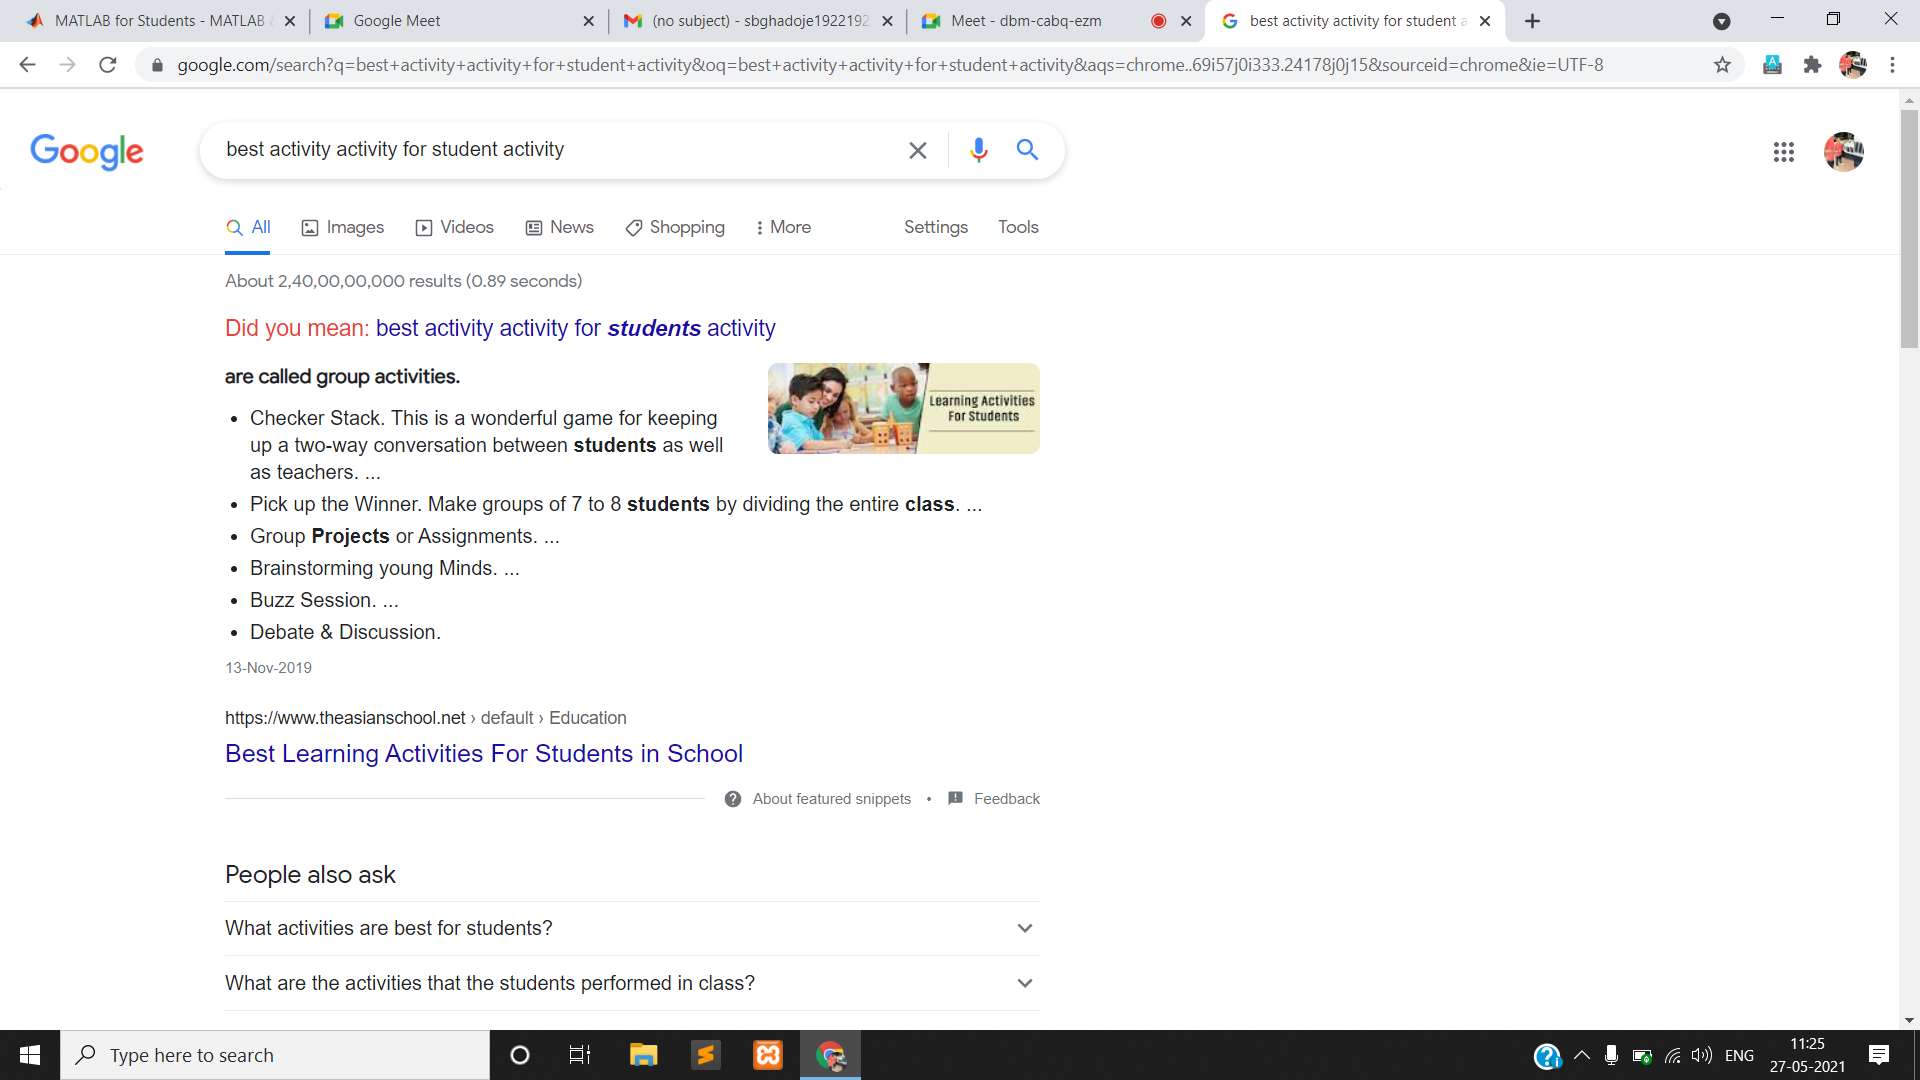 MATLAB for Students - MATLAB &
Google Meet
(no subject) - sbghadoje1922192
Meet - dbm-cabq-ezm
best activity activity for student a
google.com/search?q=best+activity+activity+for+student+activity&oq=best+activity+activity+for+student+activity&aqs=chrome..69i57j0i333.24178j0j15&sourceid=chrome&ie=UTF-8
Google
best activity activity for student activity
All Images Videos News Shopping More Settings Tools
About 2,40,00,00,000 results (0.89 seconds)
Did you mean: best activity activity for students activity
are called group activities.
Learning Activities
For Students
• Checker Stack. This is a wonderful game for keeping
up a two-way conversation between students as well
as teachers. ...
• Pick up the Winner. Make groups of 7 to 8 students by dividing the entire class. ...
• Group Projects or Assignments. ...
• Brainstorming young Minds. ...
• Buzz Session. ...
• Debate & Discussion.
13-Nov-2019
https://www.theasianschool.net › default › Education
Best Learning Activities For Students in School
About featured snippets • Feedback
People also ask
What activities are best for students?
What are the activities that the students performed in class?
Type here to search
ENG
11:25
27-05-2021